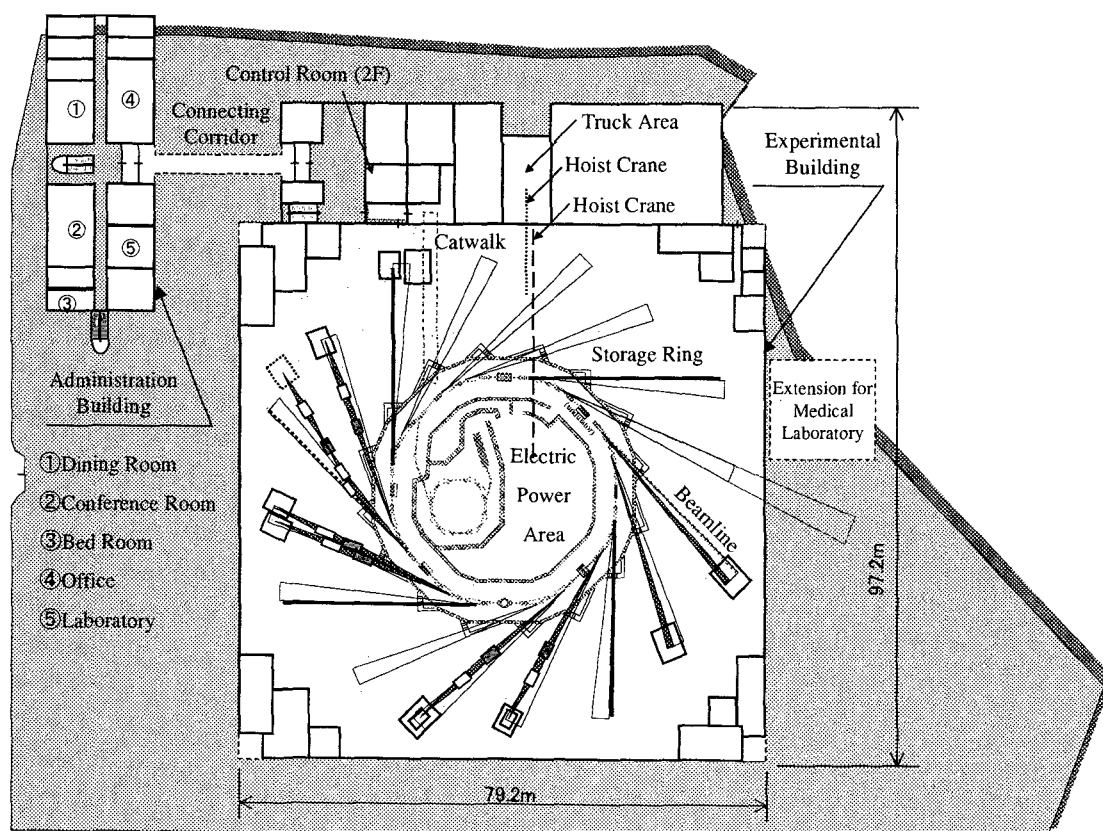 ①
④
②
⑤
③
Control Room (2F)
Connecting
Corridor
Truck Area
Hoist Crane
Hoist Crane
Experimental
Building
Catwalk
Storage Ring
Administration
Building
Extension for
Medical
Laboratory
Electric
Power
Area
Beamline
①Dining Room
②Conference Room
③Bed Room
④Office
⑤Laboratory
97.2m
79.2m